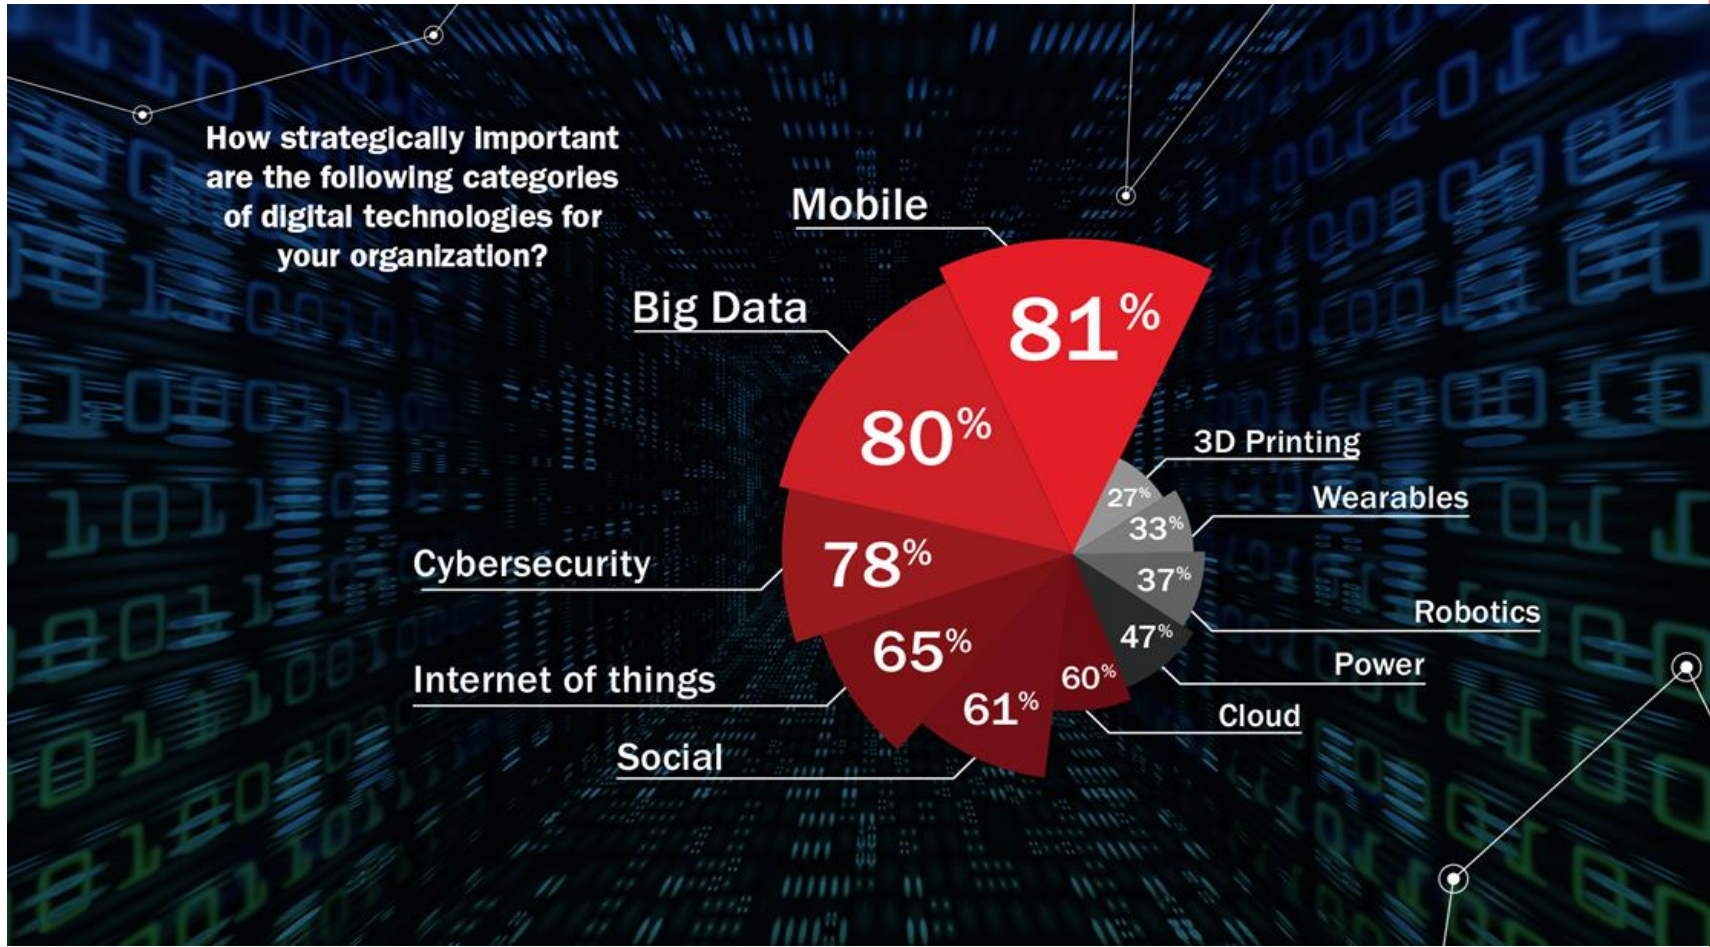 How strategically important
are the following categories
of digital technologies for
your organization?
Mobile
81%
Big Data
80%
Cybersecurity
78%
Internet of things
65%
Social
61%
Cloud
60%
Power
47%
Robotics
37%
Wearables
33%
3D Printing
27%